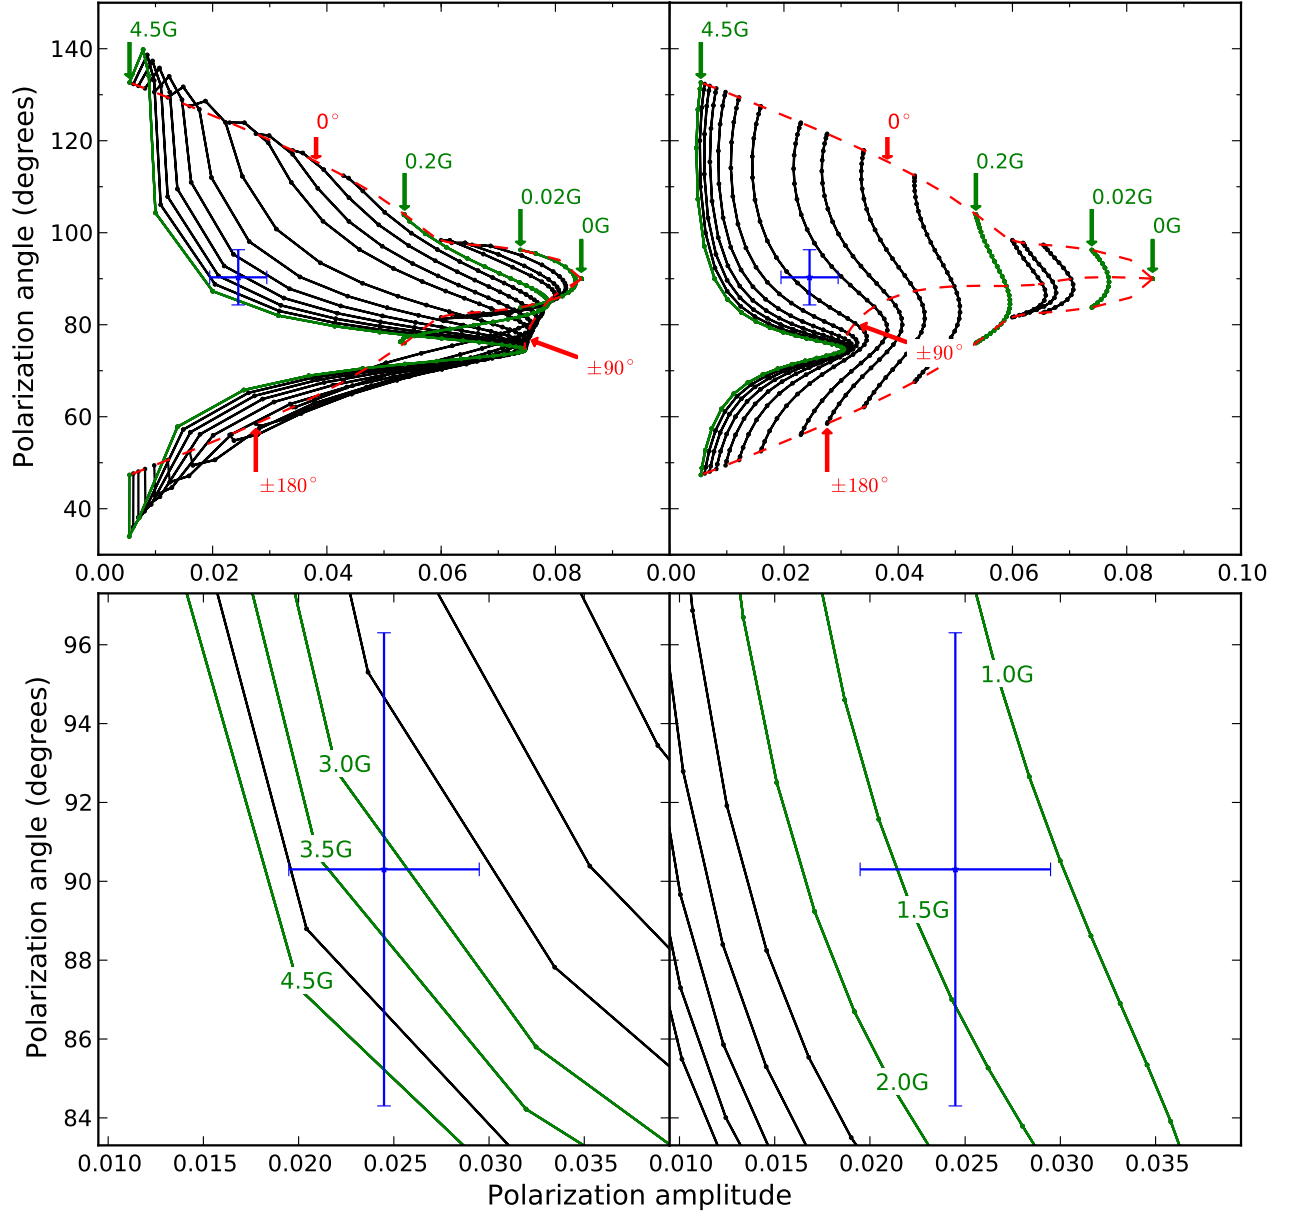 4.5G
4.5G
0°
0°
0.2G
0.2G
0.02G
0.02G
0G
0G
±90°
±90°
±180°
±180°
140
120
100
80
60
40
Polarization angle (degrees)
0.00 0.02 0.04 0.06 0.08 0.00 0.02 0.04 0.06 0.08 0.10
96
94
92
90
88
86
84
Polarization angle (degrees)
3.0G
3.5G
4.5G
1.0G
1.5G
2.0G
0.010 0.015 0.020 0.025 0.030 0.035 0.010 0.015 0.020 0.025 0.030 0.035
Polarization amplitude